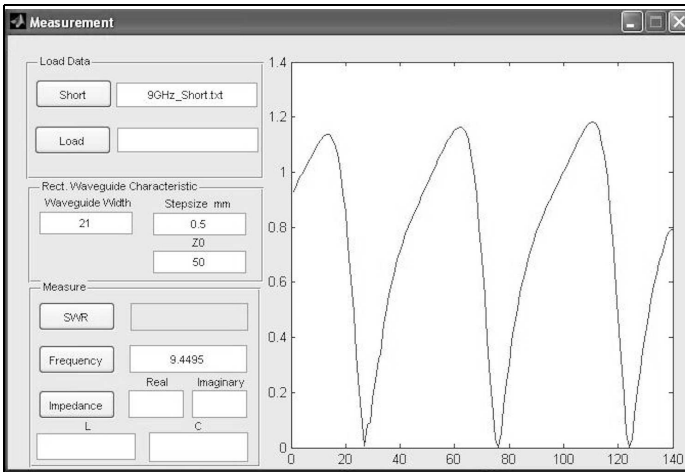 Measurement
Load Data
Short
9GHz_Short.txt
Load
Rect. Waveguide Characteristic
Waveguide Width
Stepsize mm
21
0.5
Z0
50
Measure
SWR
Frequency
9.4495
Real
Imaginary
Impedance
L
C
1.4
1.2
1
0.8
0.6
0.4
0.2
0
0 20 40 60 80 100 120 140